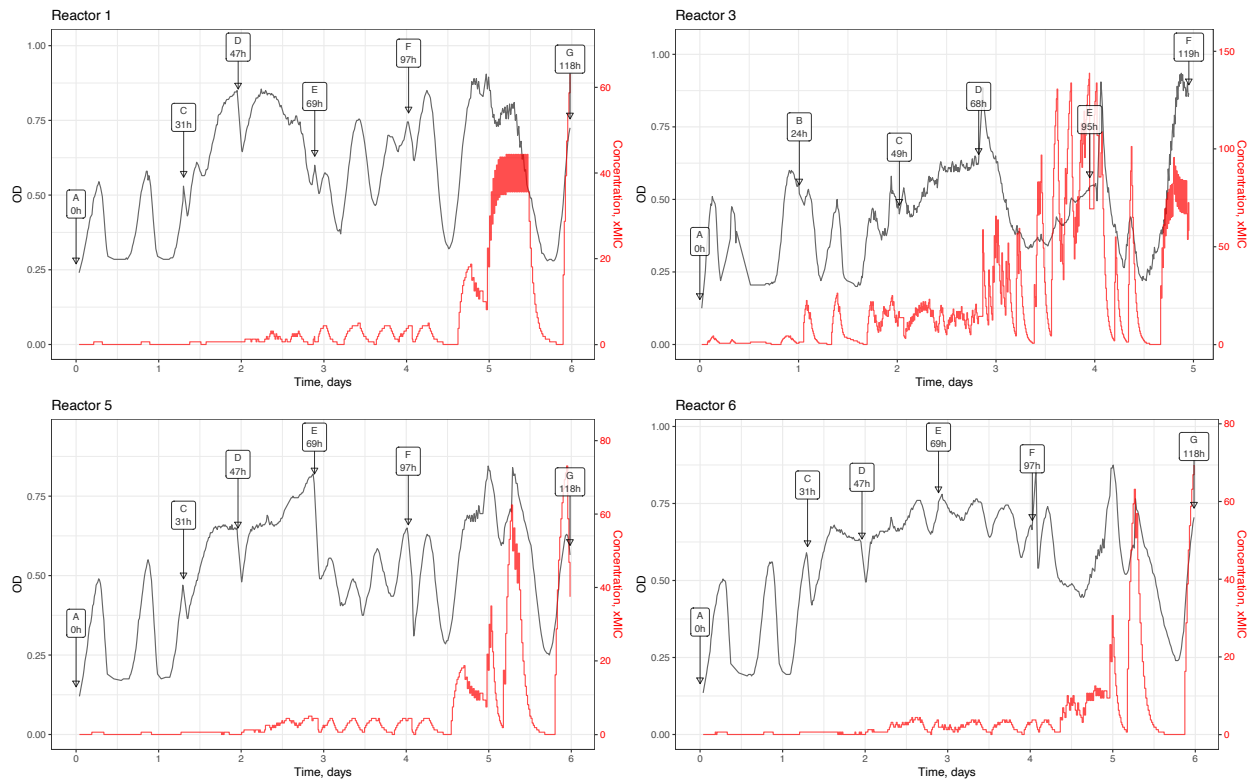 Reactor 1
1.00
0.75
0.50
0.25
0.00
OD
A
0h
C
31h
D
47h
E
69h
F
97h
G
118h
60
40
20
0
Concentration, xMIC
0
1
2
3
4
5
6
Time, days
Reactor 3
1.00
0.75
0.50
0.25
0.00
OD
A
0h
B
24h
C
49h
D
68h
E
95h
F
119h
150
100
50
0
Concentration, xMIC
0
1
2
3
4
5
Time, days
Reactor 5
0.75
0.50
0.25
0.00
OD
A
0h
C
31h
D
47h
E
69h
F
97h
G
118h
80
60
40
20
0
Concentration, xMIC
0
1
2
3
4
5
6
Time, days
Reactor 6
1.00
0.75
0.50
0.25
0.00
OD
A
0h
C
31h
D
47h
E
69h
F
97h
G
118h
80
60
40
20
0
Concentration, xMIC
0
1
2
3
4
5
6
Time, days